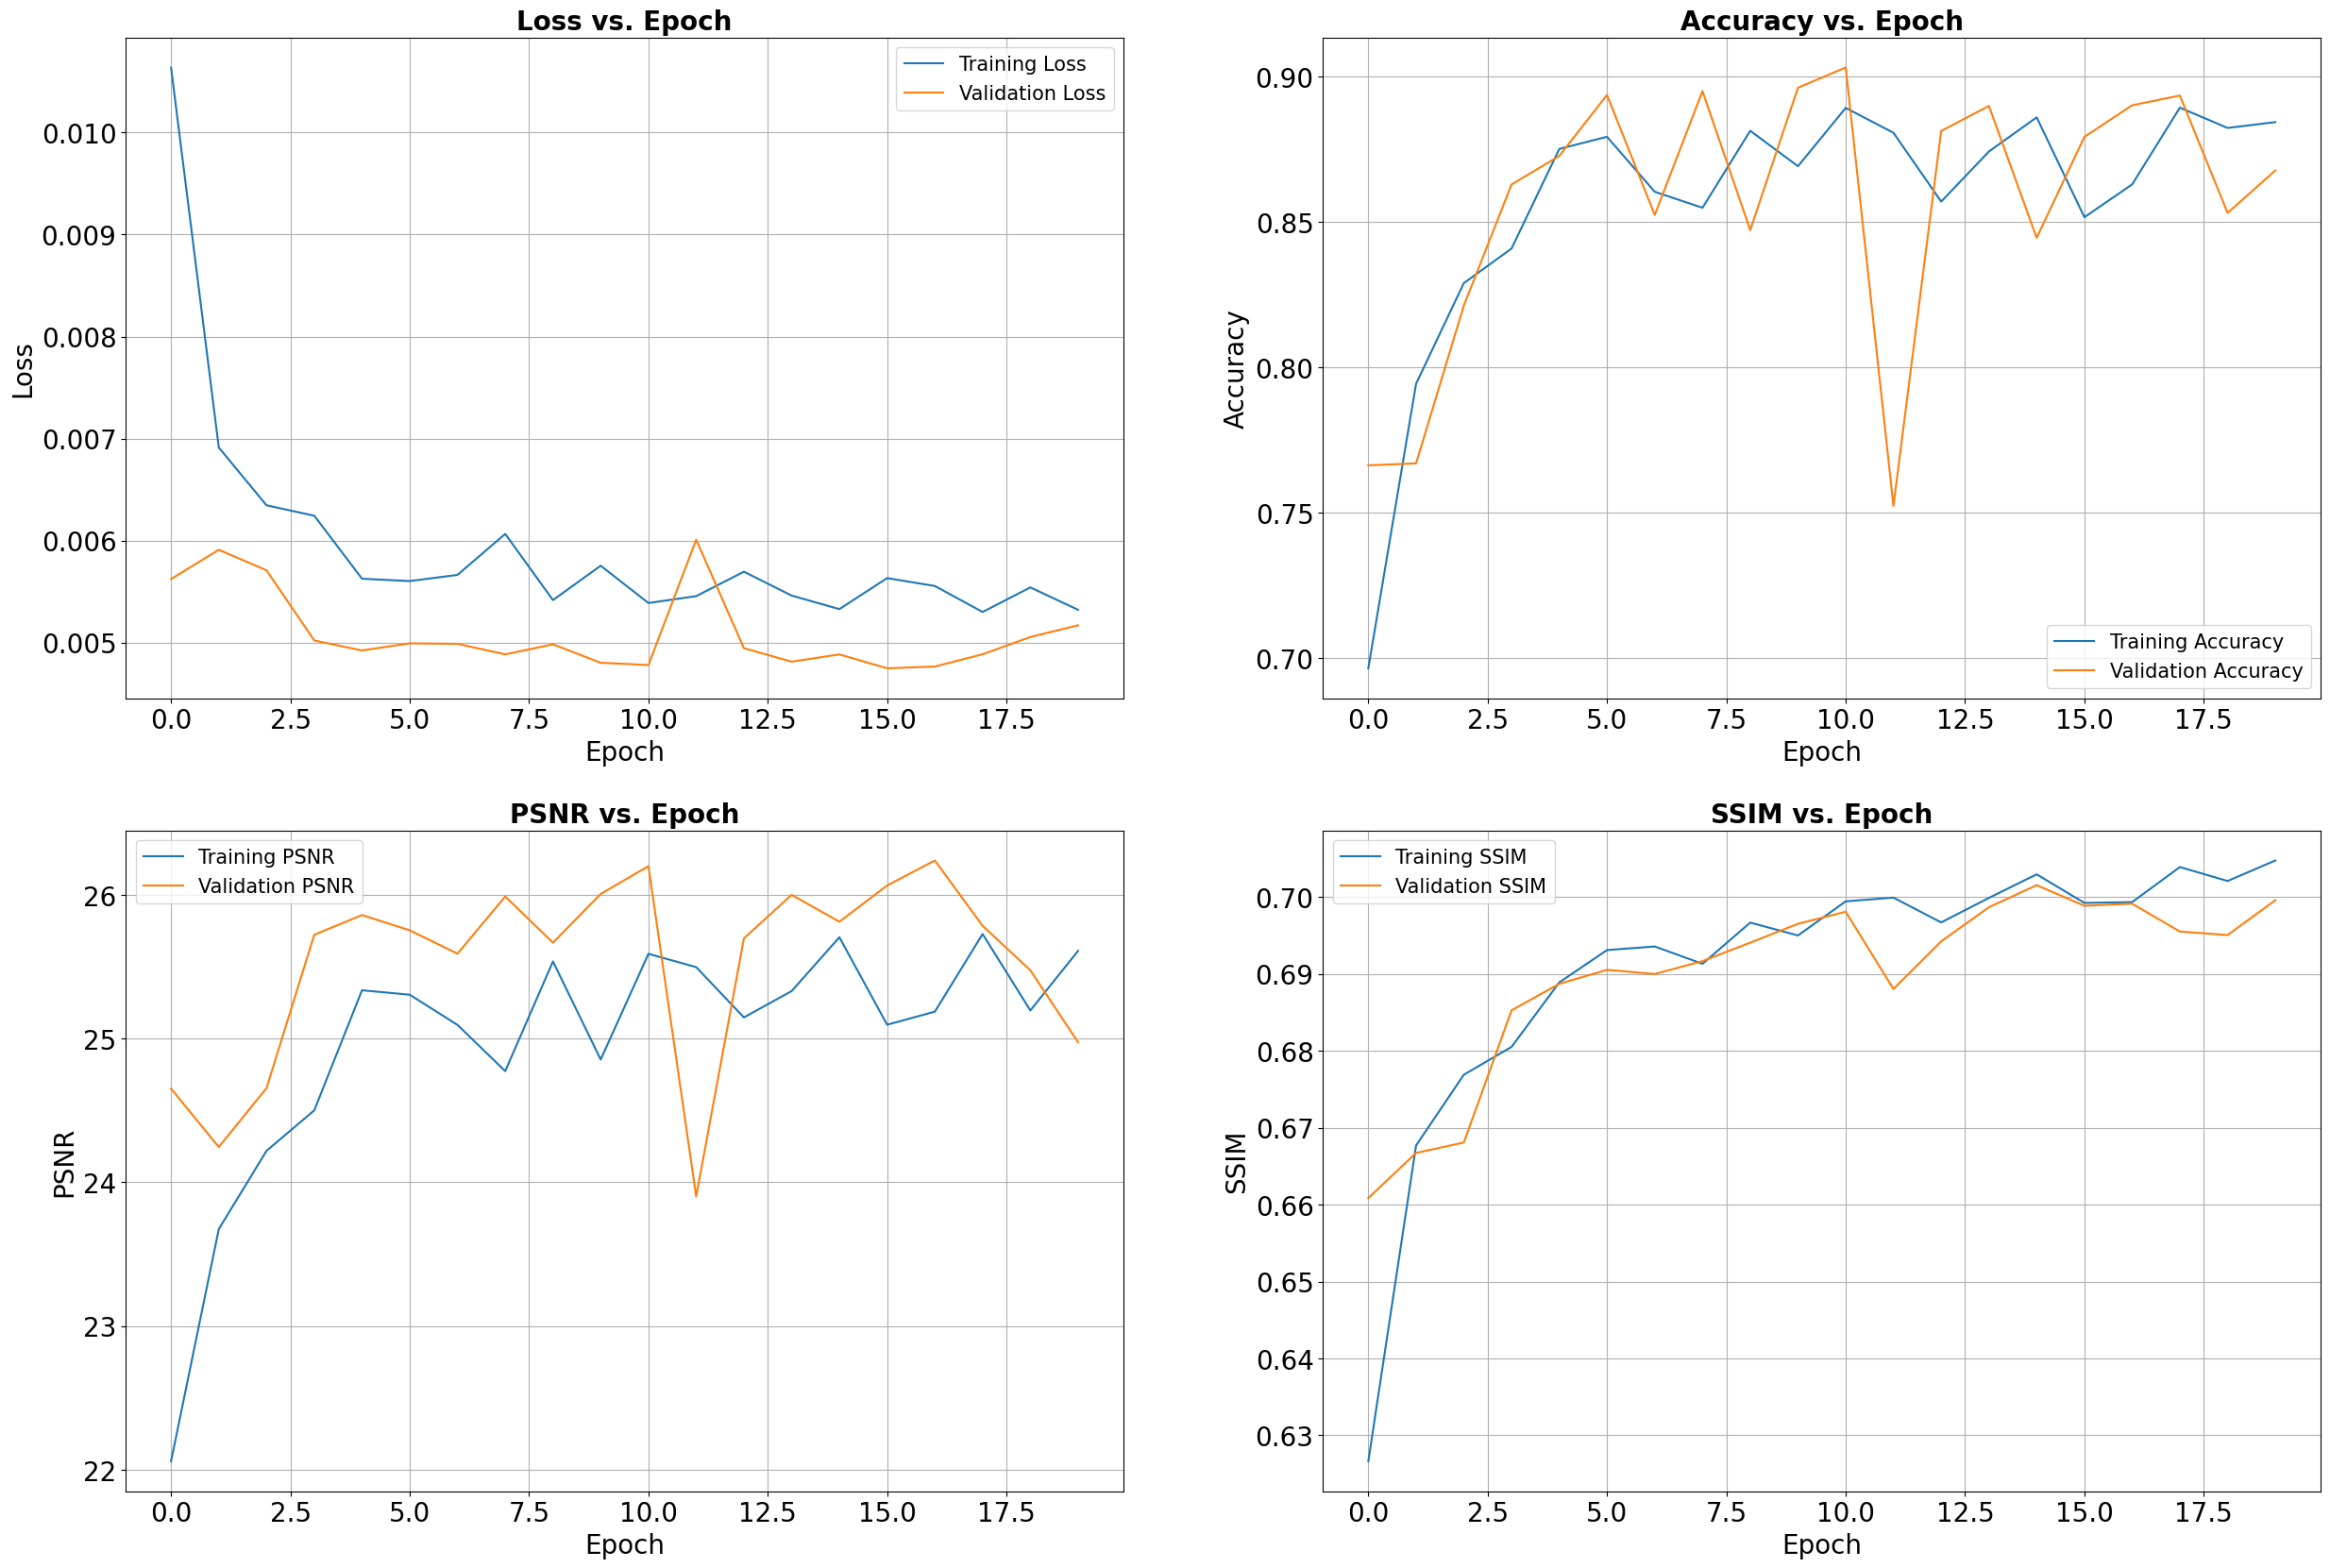 Loss vs. Epoch
Training Loss
Validation Loss
0.010
0.009
0.008
0.007
0.006
0.005
Loss
0.0 2.5 5.0 7.5 10.0 12.5 15.0 17.5
Epoch
Accuracy vs. Epoch
0.90
0.85
0.80
0.75
0.70
Accuracy
Training Accuracy
Validation Accuracy
0.0 2.5 5.0 7.5 10.0 12.5 15.0 17.5
Epoch
PSNR vs. Epoch
Training PSNR
Validation PSNR
26
25
24
23
22
PSNR
0.0 2.5 5.0 7.5 10.0 12.5 15.0 17.5
Epoch
SSIM vs. Epoch
Training SSIM
Validation SSIM
0.70
0.69
0.68
0.67
0.66
0.65
0.64
0.63
SSIM
0.0 2.5 5.0 7.5 10.0 12.5 15.0 17.5
Epoch